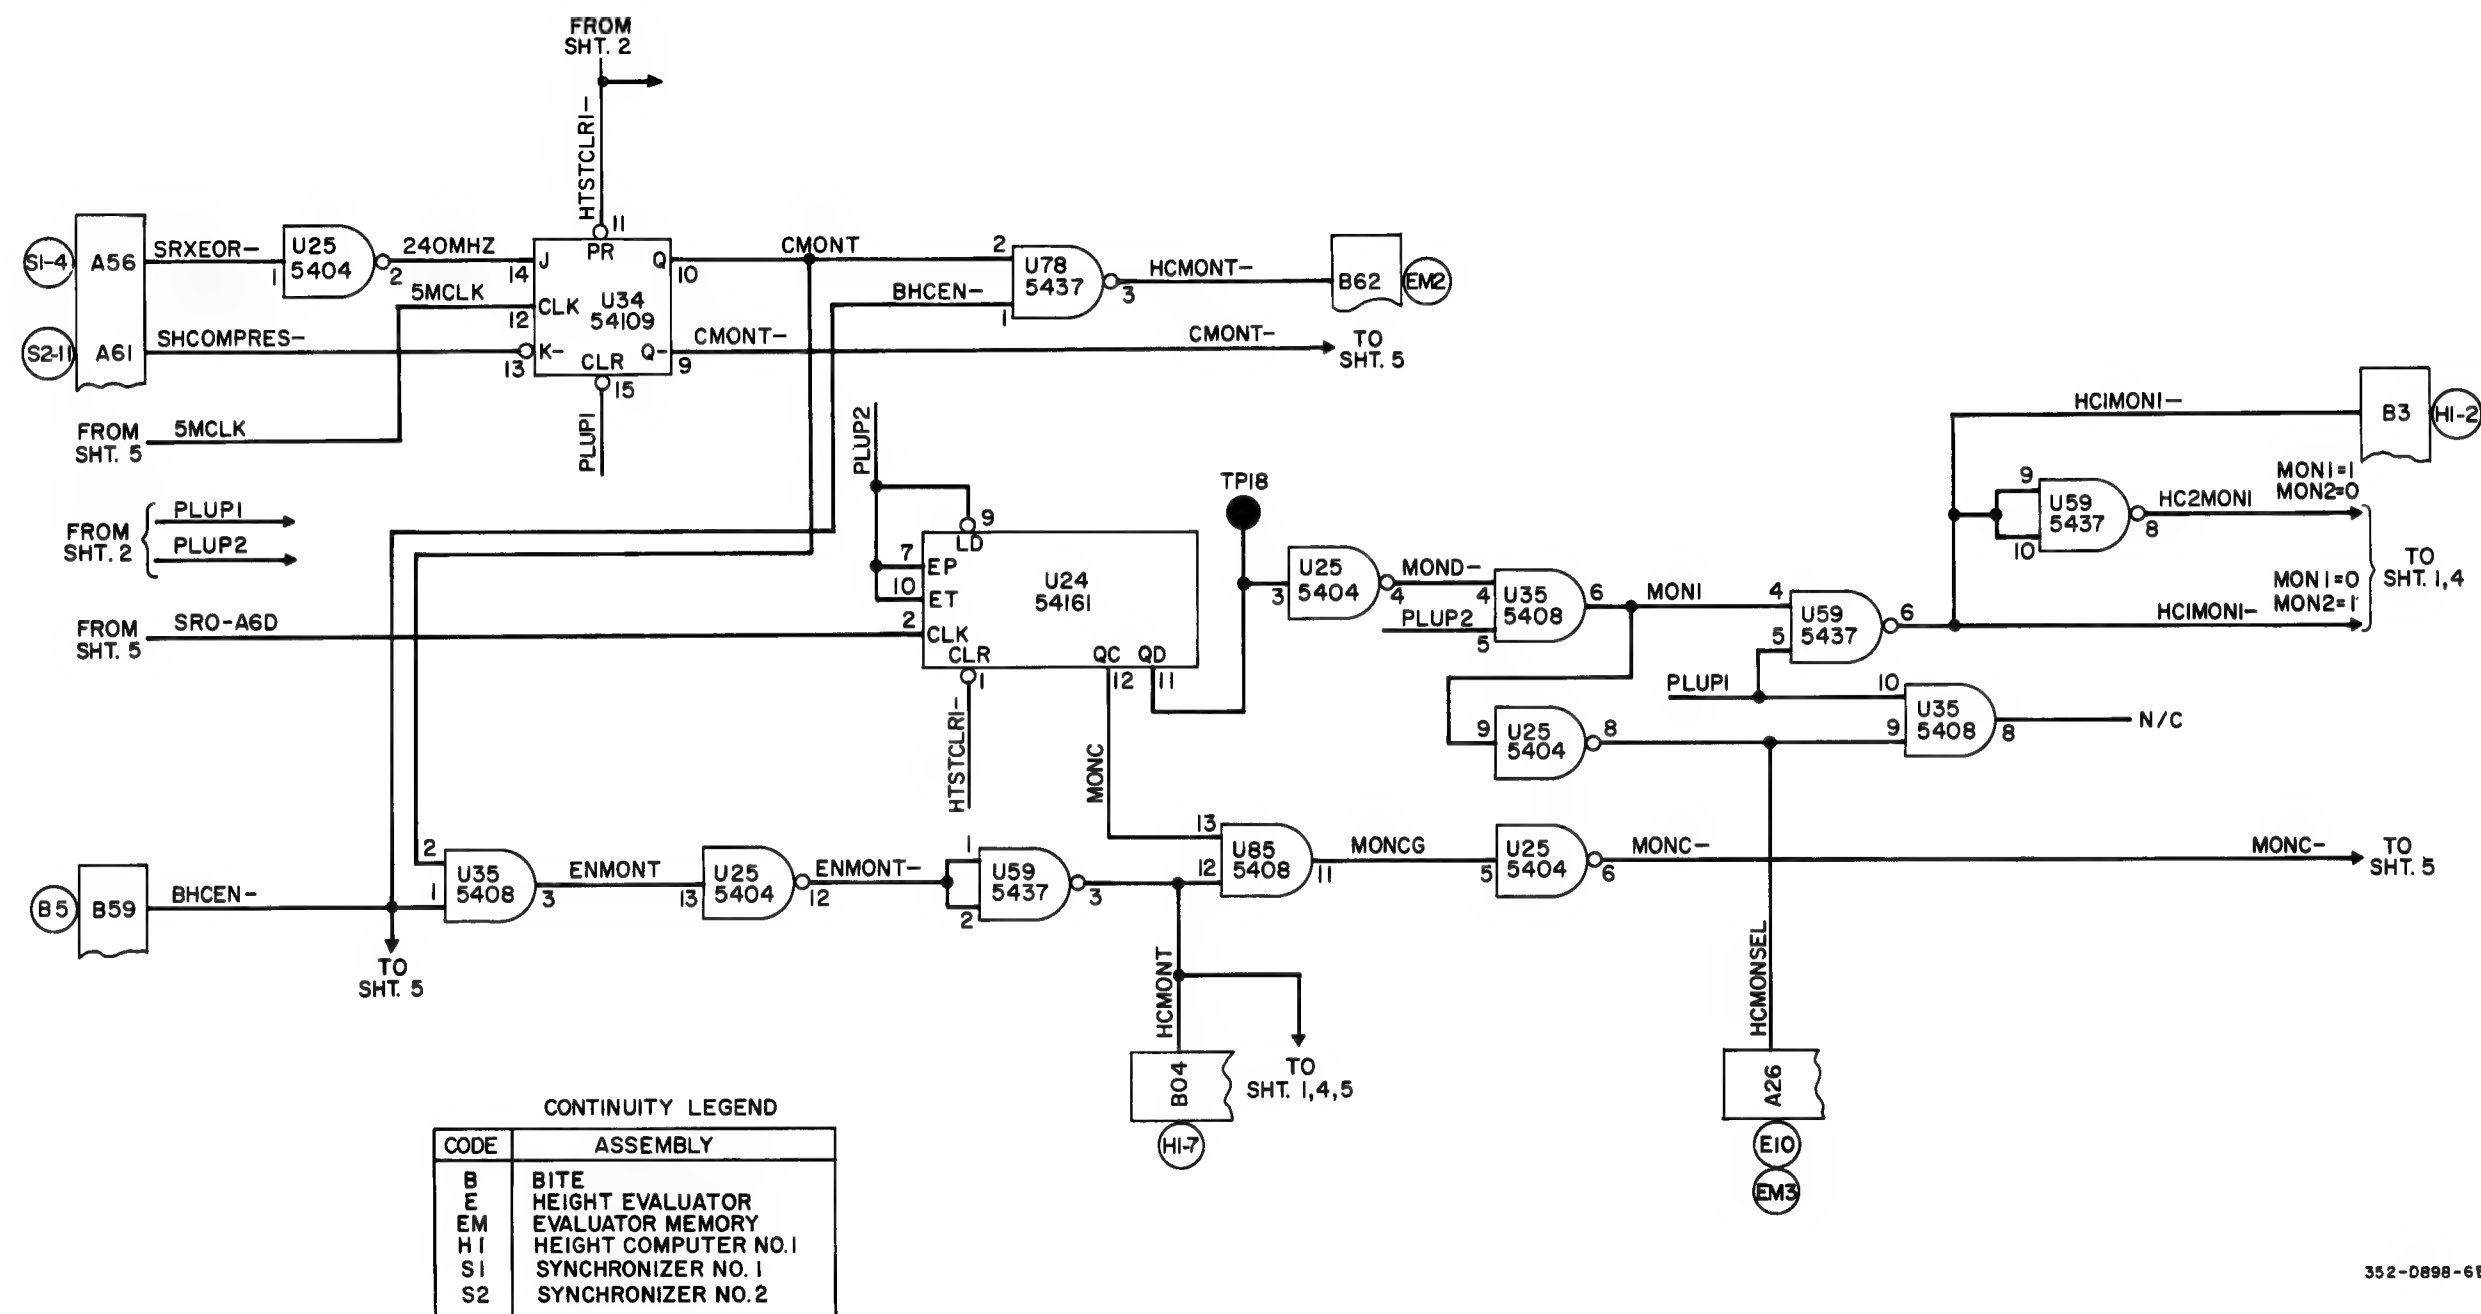 FROM
SHT. 2
HTSTCLR1-
11
S1-4
A56
SRXEOR-
1
U25
5404
2
240MHZ
14
J
PR
Q
10
CMONT
2
U78
5437
3
HCMONT-
B62
EM2
5MCLK
12
CLK
U34
54109
BHCEN-
1
S2-11
A61
SHCOMPRES-
13
K-
CLR
Q-
9
CMONT-
CMONT-
TO
SHT. 5
15
PLUP1
FROM
SHT. 5
5MCLK
PLUP2
HC1MON1-
B3
H1-2
FROM
SHT. 2
PLUP1
PLUP2
TP18
9
10
U59
5437
8
MON1=1
MON2=0
HC2MON1
TO
SHT. 1,4
MON1=0
MON2=1
HC1MON1-
9
LD
7
EP
10
ET
2
CLK
U24
54161
CLR
1
QC
12
QD
11
FROM
SHT. 5
SRO-A6D
3
U25
5404
4
MOND-
4
PLUP2
5
U35
5408
6
MON1
4
5
U59
5437
6
PLUP1
10
9
U35
5408
8
N/C
9
U25
5404
8
HTSTCLR1-
MONC
B5
B59
BHCEN-
2
1
U35
5408
3
ENMONT
13
U25
5404
12
ENMONT-
1
2
U59
5437
3
13
12
U85
5408
11
MONCG
5
U25
5404
6
MONC-
MONC-
TO
SHT. 5
TO
SHT. 5
HCMONT
B04
H1-7
TO
SHT. 1,4,5
HCMONSEL
A26
E10
EM3
CONTINUITY LEGEND
CODE ASSEMBLY
B BITE
E HEIGHT EVALUATOR
EM EVALUATOR MEMORY
H1 HEIGHT COMPUTER NO.1
S1 SYNCHRONIZER NO. 1
S2 SYNCHRONIZER NO. 2